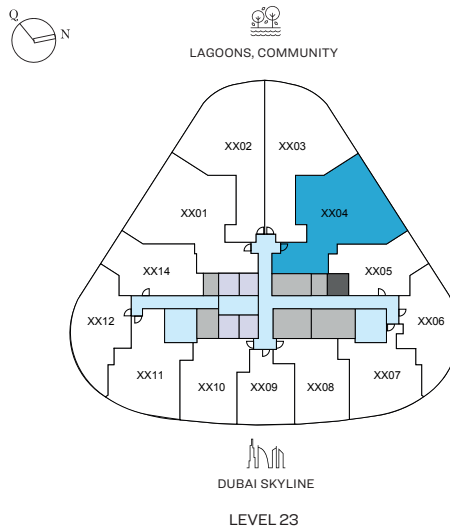 Q
N
LAGOONS, COMMUNITY
XX02
XX03
XX01
XX04
XX14
XX05
XX12
XX06
XX11
XX10
XX09
XX08
XX07
DUBAI SKYLINE
LEVEL 23